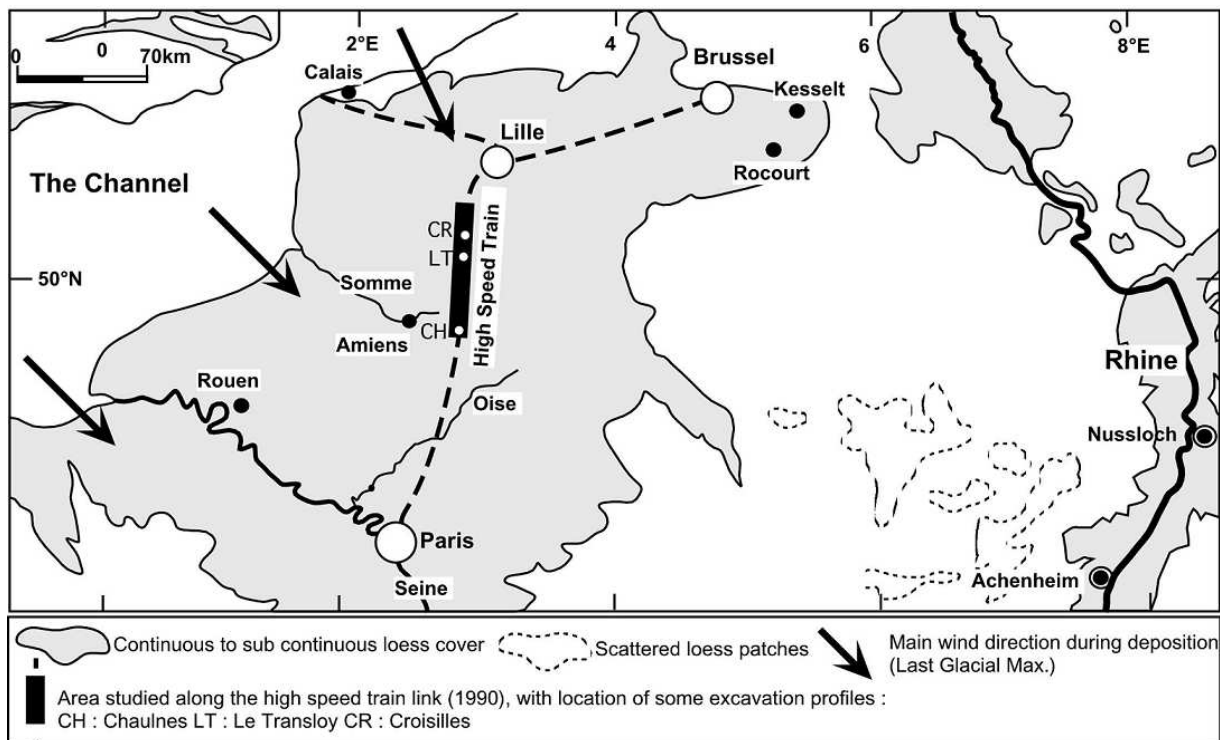 0
2°E
4
6
8°E
0
70km
Calais
Brussel
Kesselt
Lille
Rocourt
The Channel
CR
LT
High Speed Train
50°N
Somme
CH
Amiens
Rhine
Rouen
Oise
Nussloch
Paris
Achenheim
Seine
Continuous to sub continuous loess cover
Scattered loess patches
Main wind direction during deposition
(Last Glacial Max.)
Area studied along the high speed train link (1990), with location of some excavation profiles :
CH : Chaulnes LT : Le Transloy CR : Croisilles